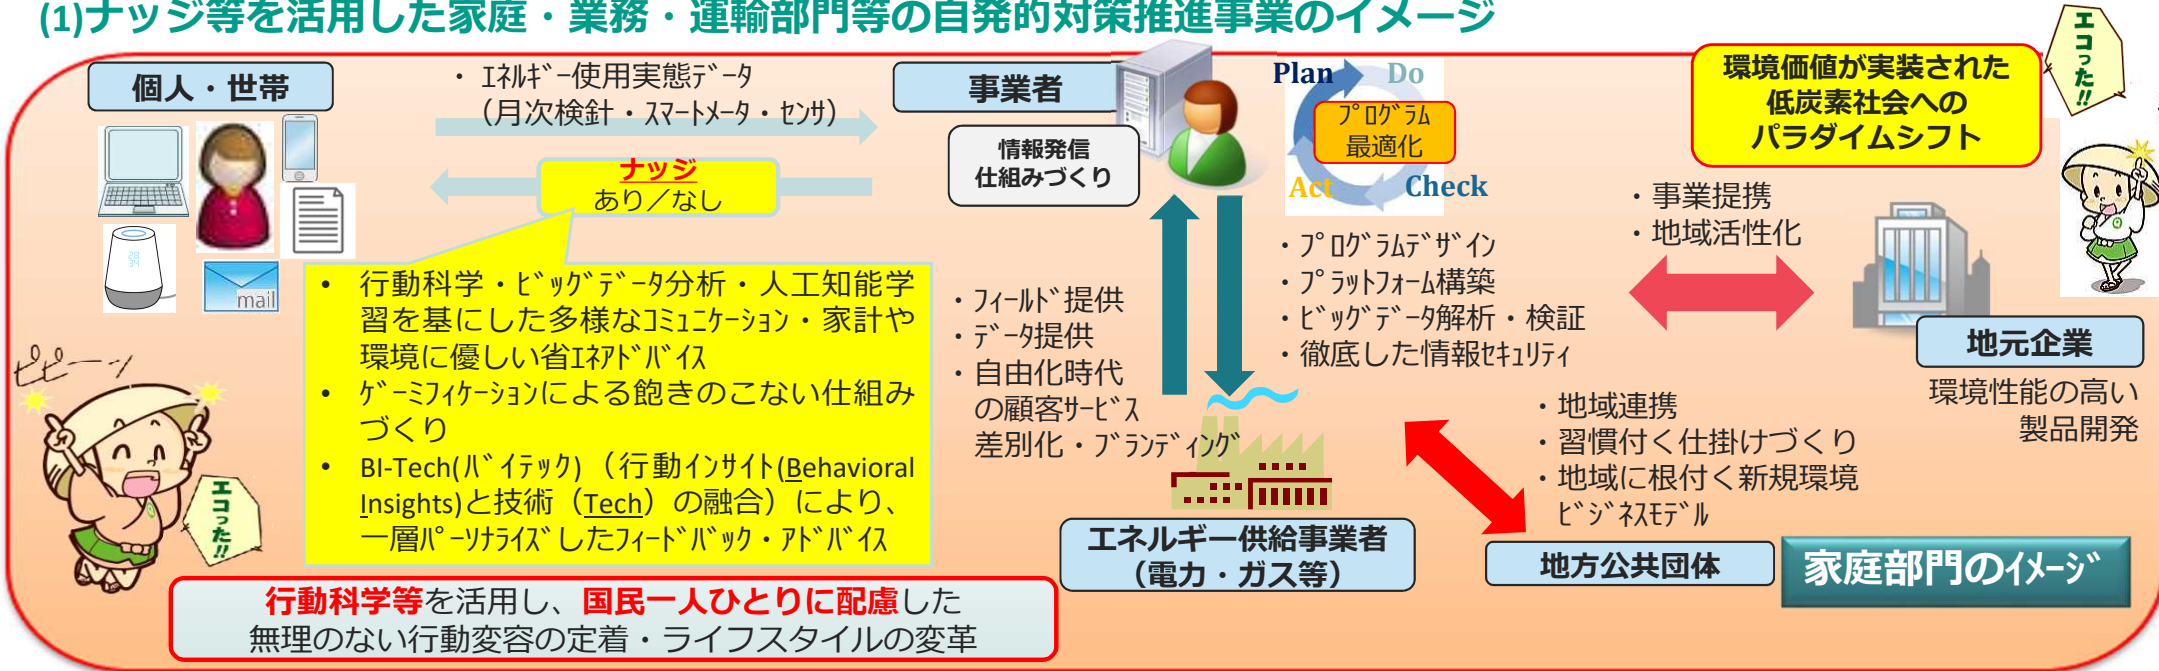 (1)ナッジ等を活用した家庭・業務・運輸部門等の自発的対策推進事業のイメージ
個人・世帯
・ｴﾈﾙｷﾞｰ使用実態ﾃﾞｰﾀ
（月次検針・ｽﾏｰﾄﾒｰﾀ・ｾﾝｻ）
ナッジ
あり／なし
mail
事業者
情報発信
仕組みづくり
Plan
Do
ﾌﾟﾛｸﾞﾗﾑ
最適化
Act
Check
環境価値が実装された
低炭素社会への
パラダイムシフト
エコった!!
・事業提携
・地域活性化
• 行動科学・ﾋﾞｯｸﾞﾃﾞｰﾀ分析・人工知能学
習を基にした多様なｺﾐｭﾆｹｰｼｮﾝ・家計や
環境に優しい省ｴﾈｱﾄﾞﾊﾞｲｽ
• ｹﾞｰﾐﾌｨｹｰｼｮﾝによる飽きのこない仕組み
づくり
• BI-Tech(ﾊﾞｲﾃｯｸ)（行動ｲﾝｻｲﾄ(Behavioral
Insights)と技術（Tech）の融合）により、
一層ﾊﾟｰｿﾅﾗｲｽﾞしたﾌｨｰﾄﾞﾊﾞｯｸ・ｱﾄﾞﾊﾞｲｽ
・ﾌｨｰﾙﾄﾞ提供
・ﾃﾞｰﾀ提供
・自由化時代
の顧客ｻｰﾋﾞｽ
差別化・ﾌﾞﾗﾝﾃﾞｨﾝｸﾞ
・ﾌﾟﾛｸﾞﾗﾑﾃﾞｻﾞｲﾝ
・ﾌﾟﾗｯﾄﾌｫｰﾑ構築
・ﾋﾞｯｸﾞﾃﾞｰﾀ解析・検証
・徹底した情報ｾｷｭﾘﾃｨ
地元企業
環境性能の高い
製品開発
・地域連携
・習慣付く仕掛けづくり
・地域に根付く新規環境
ﾋﾞｼﾞﾈｽﾓﾃﾞﾙ
ピピーッ
エコった!!
エネルギー供給事業者
（電力・ガス等）
地方公共団体
家庭部門のｲﾒｰｼﾞ
行動科学等を活用し、国民一人ひとりに配慮した
無理のない行動変容の定着・ライフスタイルの変革